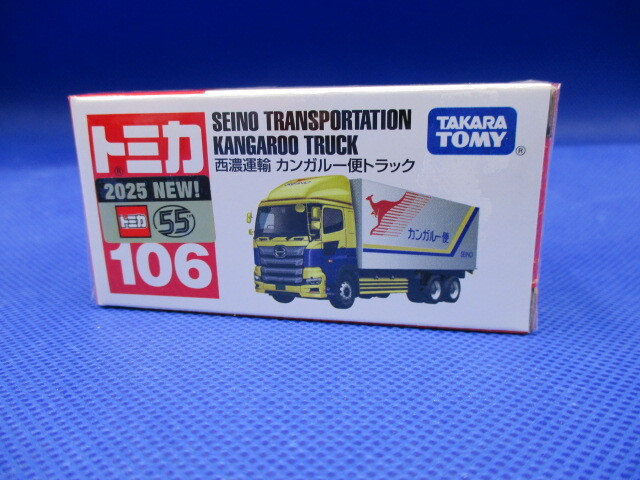 トミカ
®
2025 NEW!
トミカ 55
106
SEINO TRANSPORTATION
KANGAROO TRUCK
西濃運輸 カンガルー便トラック
TAKARA
TOMY
®
カンガルー便
SEINO